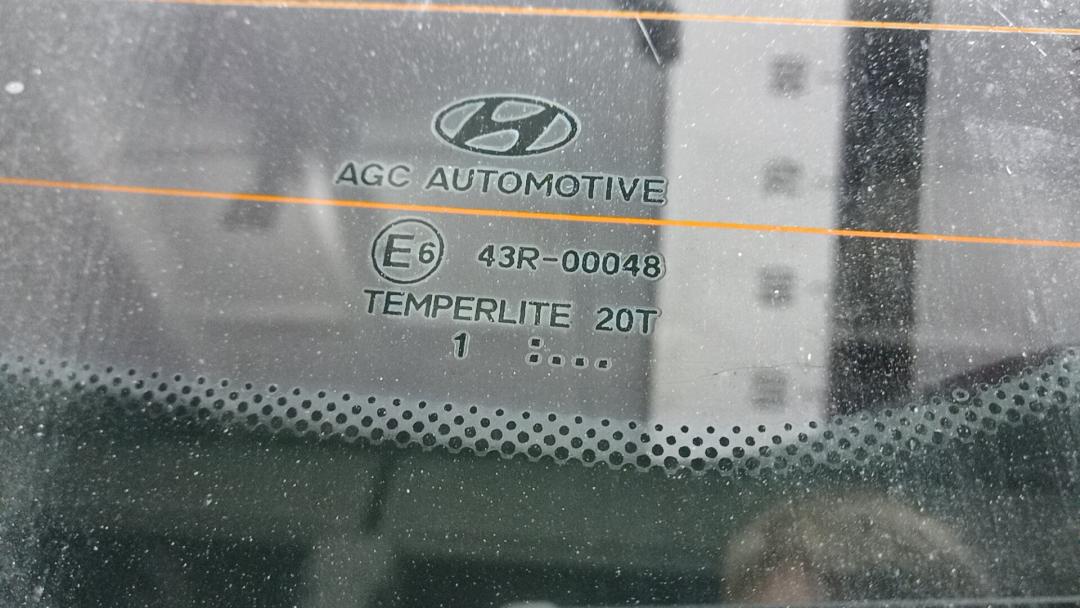 AGC AUTOMOTIVE
E6 43R-00048
TEMPERLITE 20T
1